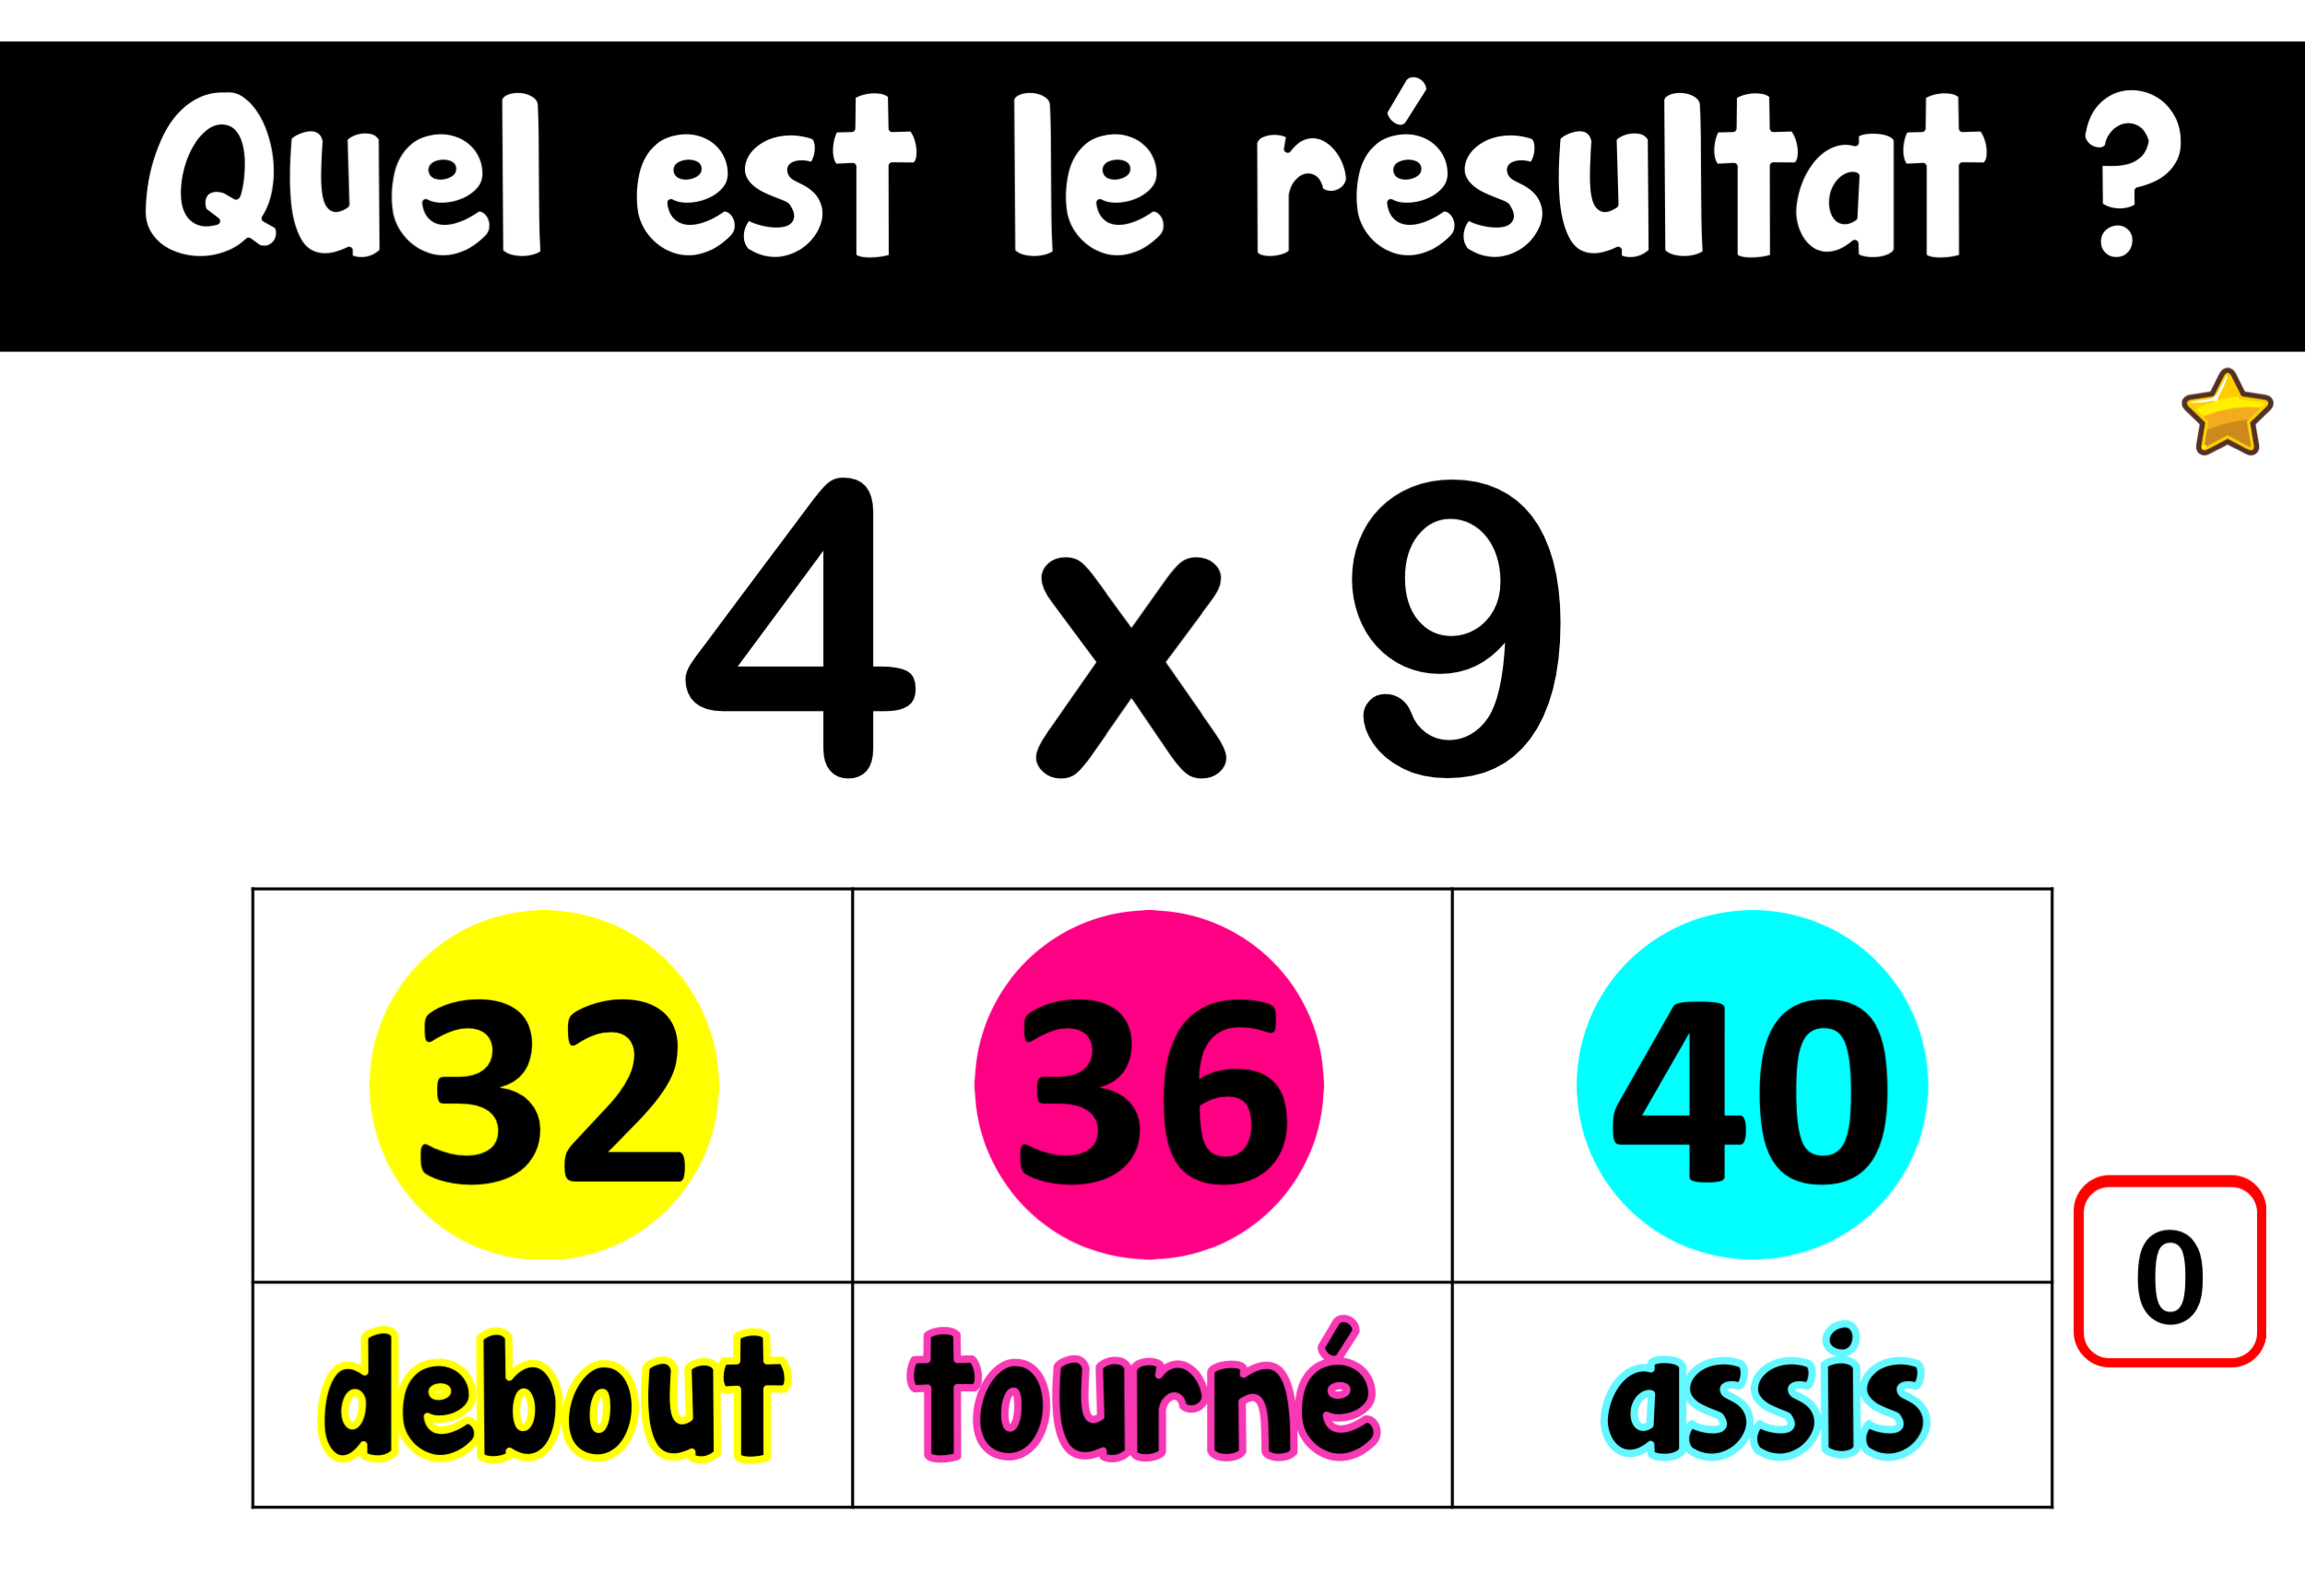 Quel est le résultat ?
4 x 9
32 36 40
0
debout tourné assis